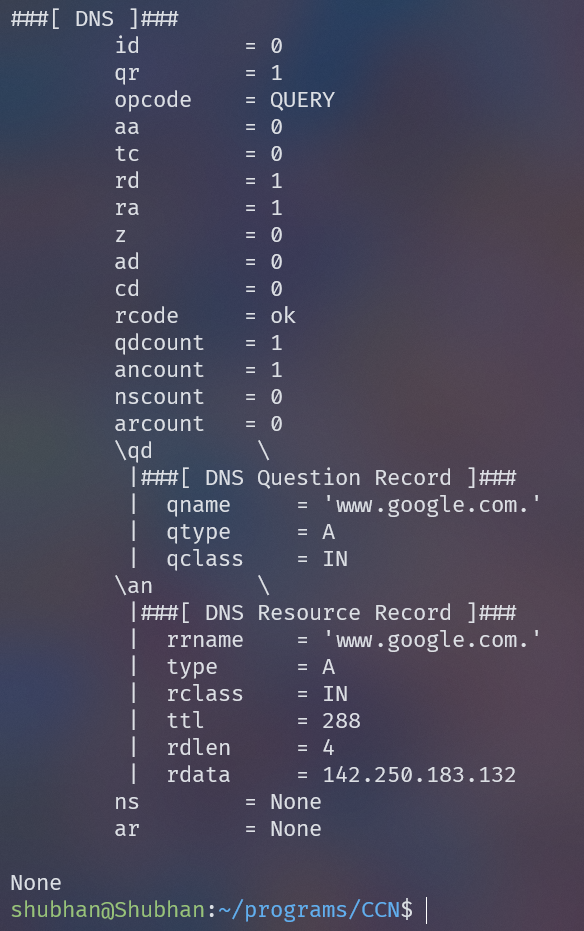 ###[ DNS ]###
        id        = 0
        qr        = 1
        opcode    = QUERY
        aa        = 0
        tc        = 0
        rd        = 1
        ra        = 1
        z         = 0
        ad        = 0
        cd        = 0
        rcode     = ok
        qdcount   = 1
        ancount   = 1
        nscount   = 0
        arcount   = 0
        \qd        \
         |###[ DNS Question Record ]###
         |  qname     = 'www.google.com.'
         |  qtype     = A
         |  qclass    = IN
        \an        \
         |###[ DNS Resource Record ]###
         |  rrname    = 'www.google.com.'
         |  type      = A
         |  rclass    = IN
         |  ttl       = 288
         |  rdlen     = 4
         |  rdata     = 142.250.183.132
        ns        = None
        ar        = None

None
shubhan@Shubhan:~/programs/CCN$